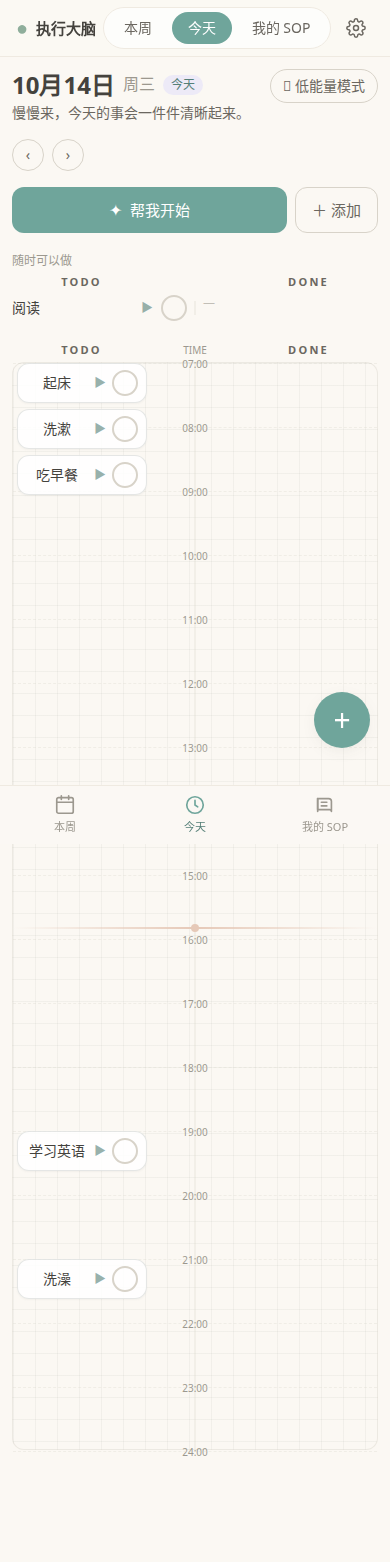 执行大脑 本周 今天 我的 SOP
10月14日 周三 今天 低能量模式
慢慢来，今天的事会一件件清晰起来。
‹ ›
✦ 帮我开始 ＋ 添加
随时可以做
TODO DONE
阅读 —
TODO TIME DONE
07:00
起床
洗漱 08:00
吃早餐
09:00
10:00
11:00
12:00
+
13:00
本周 今天 我的 SOP
15:00
16:00
17:00
18:00
19:00
学习英语
20:00
21:00
洗澡
22:00
23:00
24:00